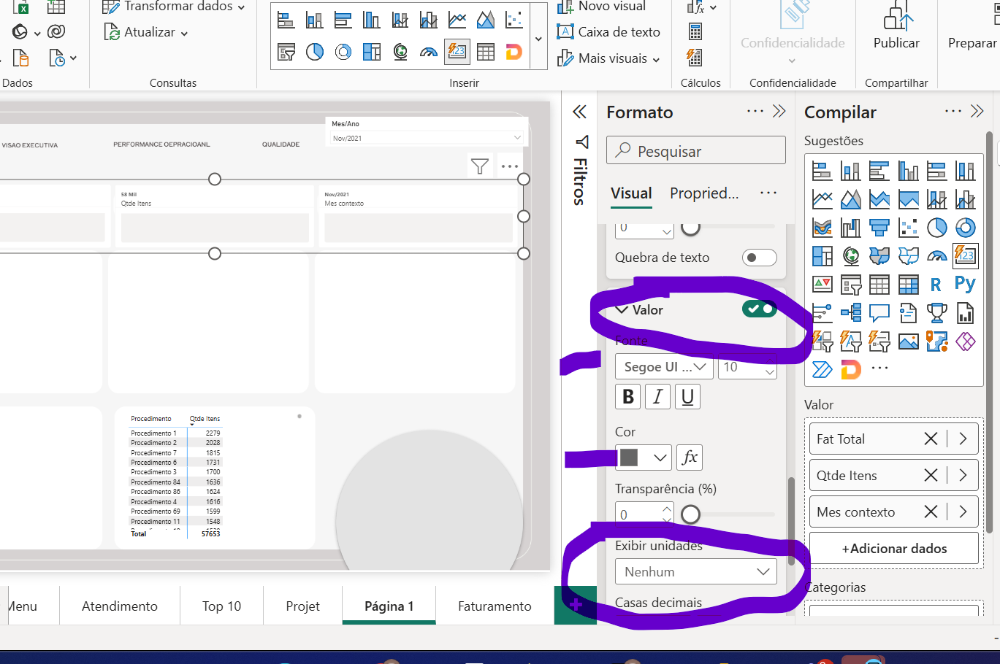 Transformar dados
Atualizar
Novo visual
Caixa de texto
Mais visuais
Confidencialidade
Publicar
Preparar
Dados
Consultas
Inserir
Cálculos
Confidencialidade
Compartilhar
VISAO EXECUTIVA
PERFORMANCE OEPRACIOANL
QUALIDADE
Mes/Ano
Nov/2021
58 Mil
Qtde Itens
Nov/2021
Mes contexto
Procedimento Qtde Itens
Procedimento 1 2279
Procedimento 2 2028
Procedimento 7 1815
Procedimento 6 1731
Procedimento 3 1700
Procedimento 84 1636
Procedimento 86 1624
Procedimento 4 1616
Procedimento 69 1599
Procedimento 11 1548
Total 57653
Filtros
Formato
Pesquisar
Visual Propried...
0
Quebra de texto
Valor
Fonte
Segoe UI ... 10
B I U
Cor
fx
Transparência (%)
0
Exibir unidades
Nenhum
Casas decimais
Compilar
Sugestões
123
R Py
Valor
Fat Total
Qtde Itens
Mes contexto
+Adicionar dados
Categorias
Menu
Atendimento
Top 10
Projet
Página 1
Faturamento